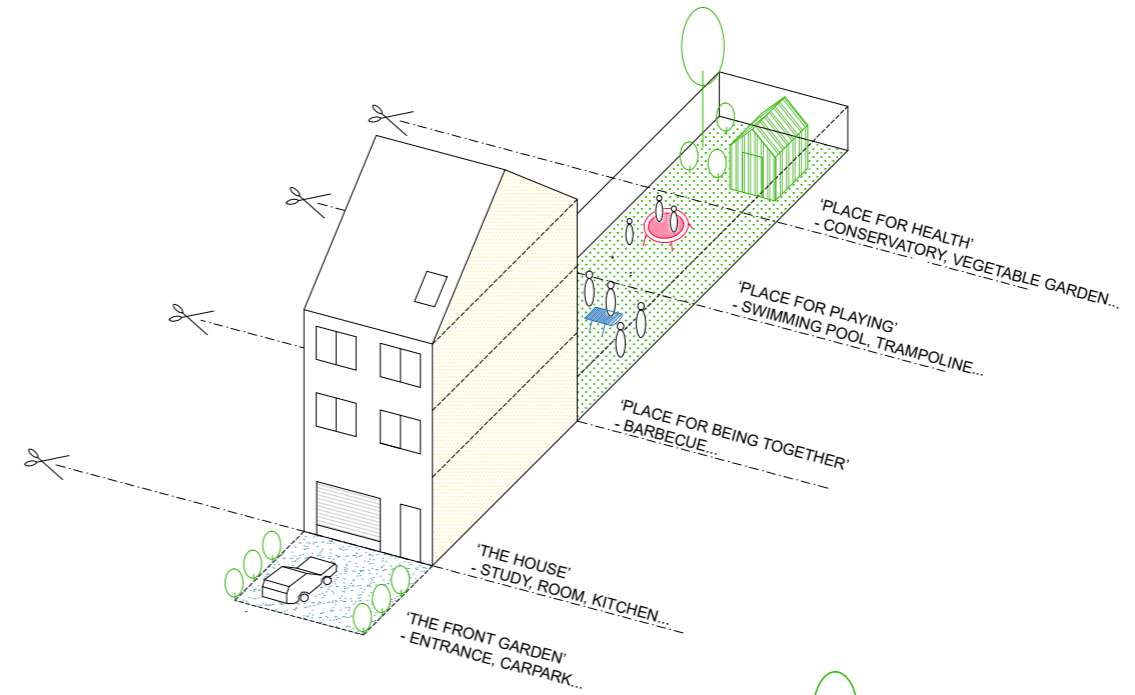 'PLACE FOR HEALTH'
- CONSERVATORY, VEGETABLE GARDEN...
'PLACE FOR PLAYING'
- SWIMMING POOL, TRAMPOLINE...
'PLACE FOR BEING TOGETHER'
- BARBECUE...
'THE HOUSE'
- STUDY, ROOM, KITCHEN...
'THE FRONT GARDEN'
- ENTRANCE, CARPARK...